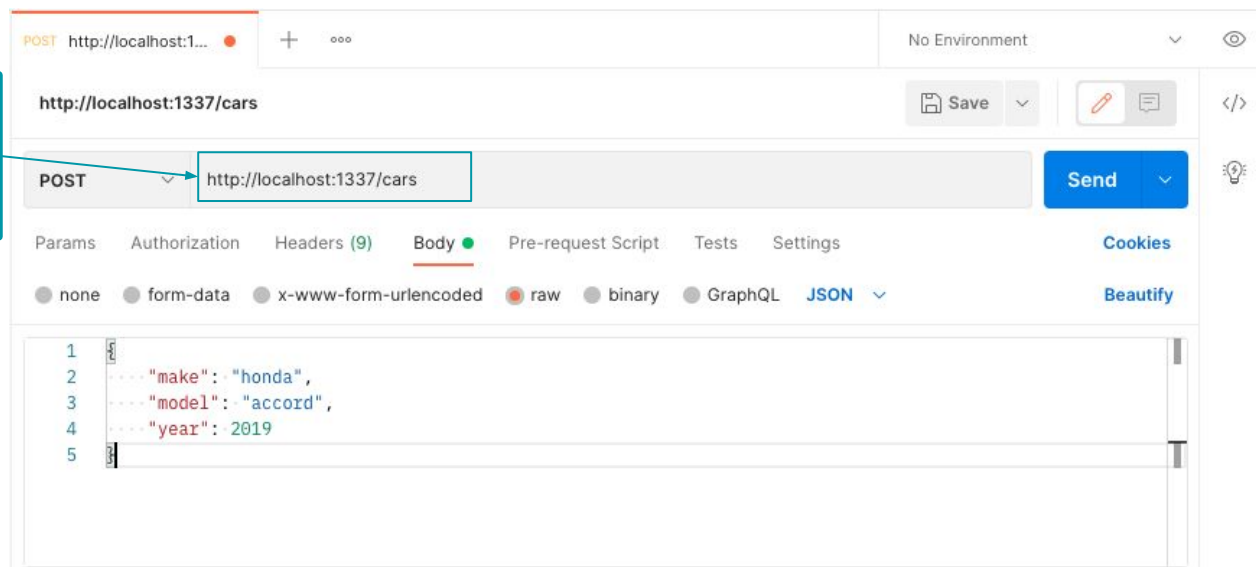 POST http://localhost:1... No Environment
http://localhost:1337/cars Save </>
POST http://localhost:1337/cars Send
Params Authorization Headers (9) Body Pre-request Script Tests Settings Cookies
none form-data x-www-form-urlencoded raw binary GraphQL JSON Beautify
1 {
2 "make": "honda",
3 "model": "accord",
4 "year": 2019
5 }